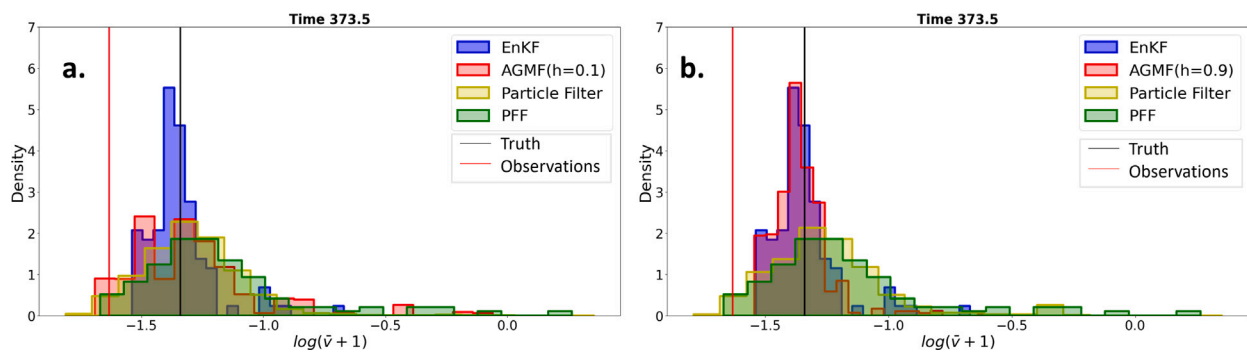 Time 373.5
a.
7
6
5
4
3
2
1
0
Density
EnKF
AGMF(h=0.1)
Particle Filter
PFF
Truth
Observations
−1.5
−1.0
−0.5
0.0
log(v̄ + 1)
Time 373.5
b.
7
6
5
4
3
2
1
0
Density
EnKF
AGMF(h=0.9)
Particle Filter
PFF
Truth
Observations
−1.5
−1.0
−0.5
0.0
log(v̄ + 1)